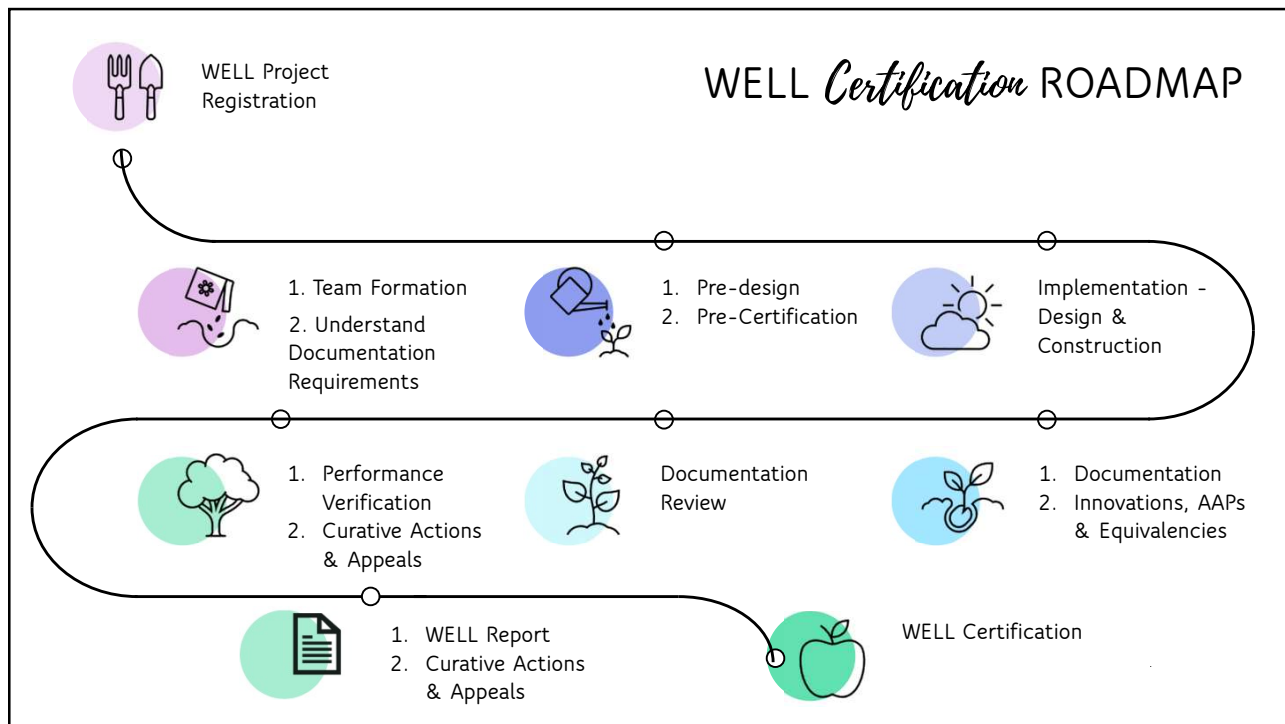 WELL Project
Registration
WELL Certification ROADMAP
1. Team Formation
2. Understand
Documentation
Requirements
1. Pre-design
2. Pre-Certification
Implementation -
Design &
Construction
1. Performance
Verification
2. Curative Actions
& Appeals
Documentation
Review
1. Documentation
2. Innovations, AAPs
& Equivalencies
1. WELL Report
2. Curative Actions
& Appeals
WELL Certification